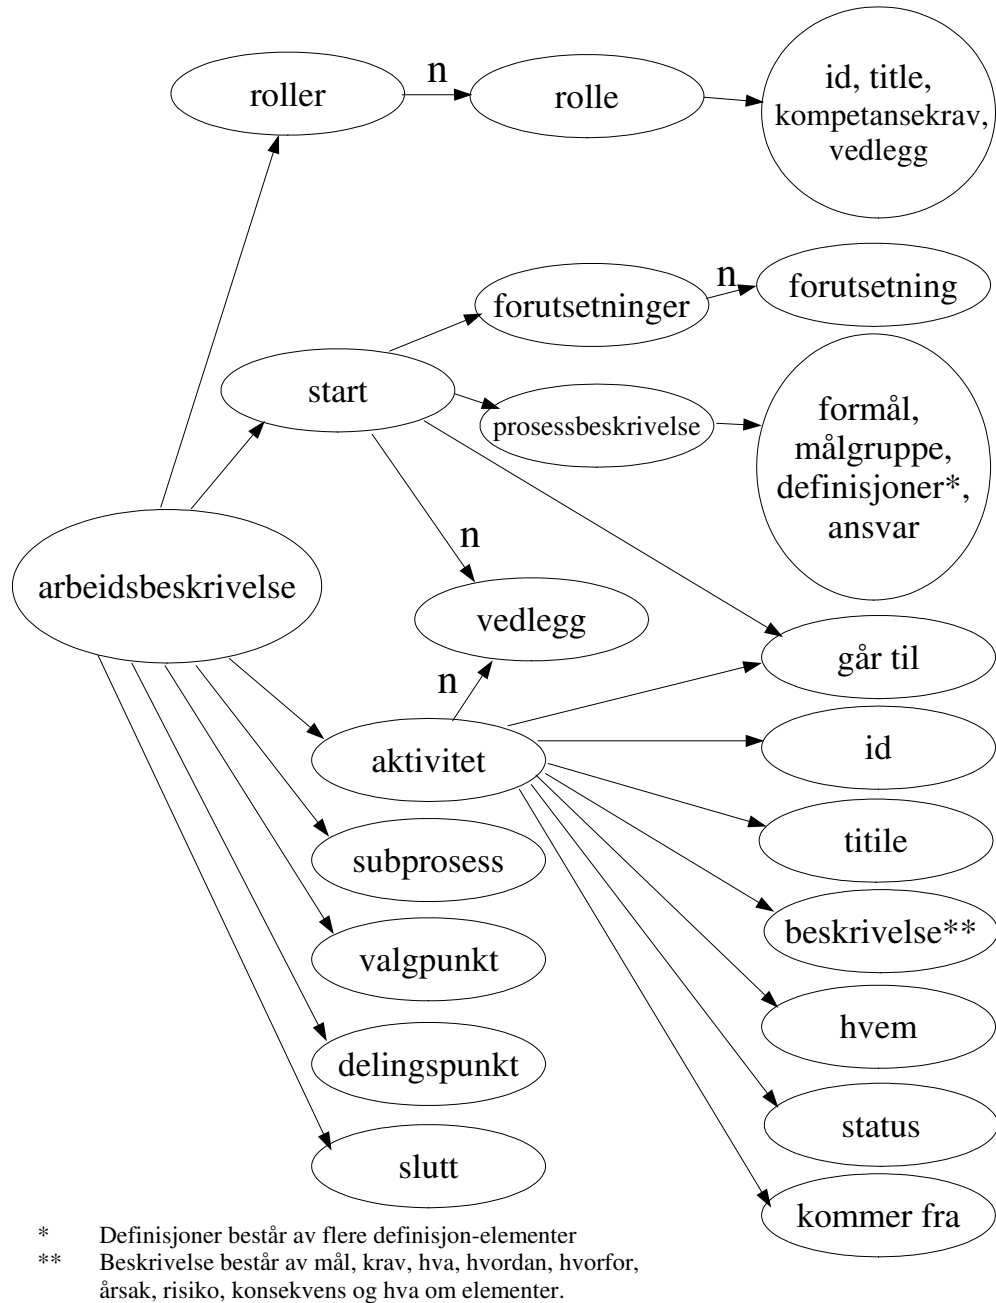 roller
n
rolle
id, title,
kompetansekrav,
vedlegg
forutsetninger
n
forutsetning
start
prosessbeskrivelse
formål,
målgruppe,
definisjoner*,
ansvar
arbeidsbeskrivelse
n
vedlegg
n
går til
aktivitet
id
titile
subprosess
beskrivelse**
valgpunkt
hvem
delingspunkt
status
slutt
kommer fra
* Definisjoner består av flere definisjon-elementer
** Beskrivelse består av mål, krav, hva, hvordan, hvorfor,
årsak, risiko, konsekvens og hva om elementer.